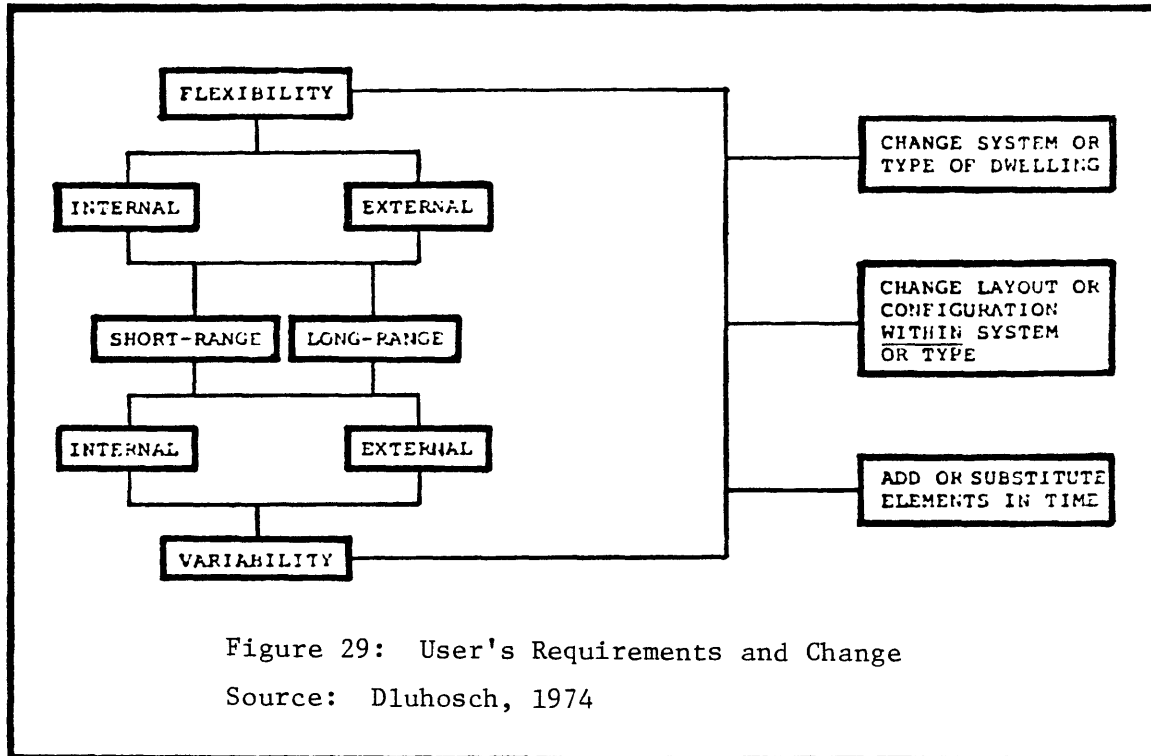 FLEXIBILITY
INTERNAL
EXTERNAL
SHORT-RANGE
LONG-RANGE
INTERNAL
EXTERNAL
VARIABILITY
CHANGE SYSTEM OR
TYPE OF DWELLING
CHANGE LAYOUT OR
CONFIGURATION
WITHIN SYSTEM
OR TYPE
ADD OR SUBSTITUTE
ELEMENTS IN TIME
Figure 29: User's Requirements and Change
Source: Dluhosch, 1974